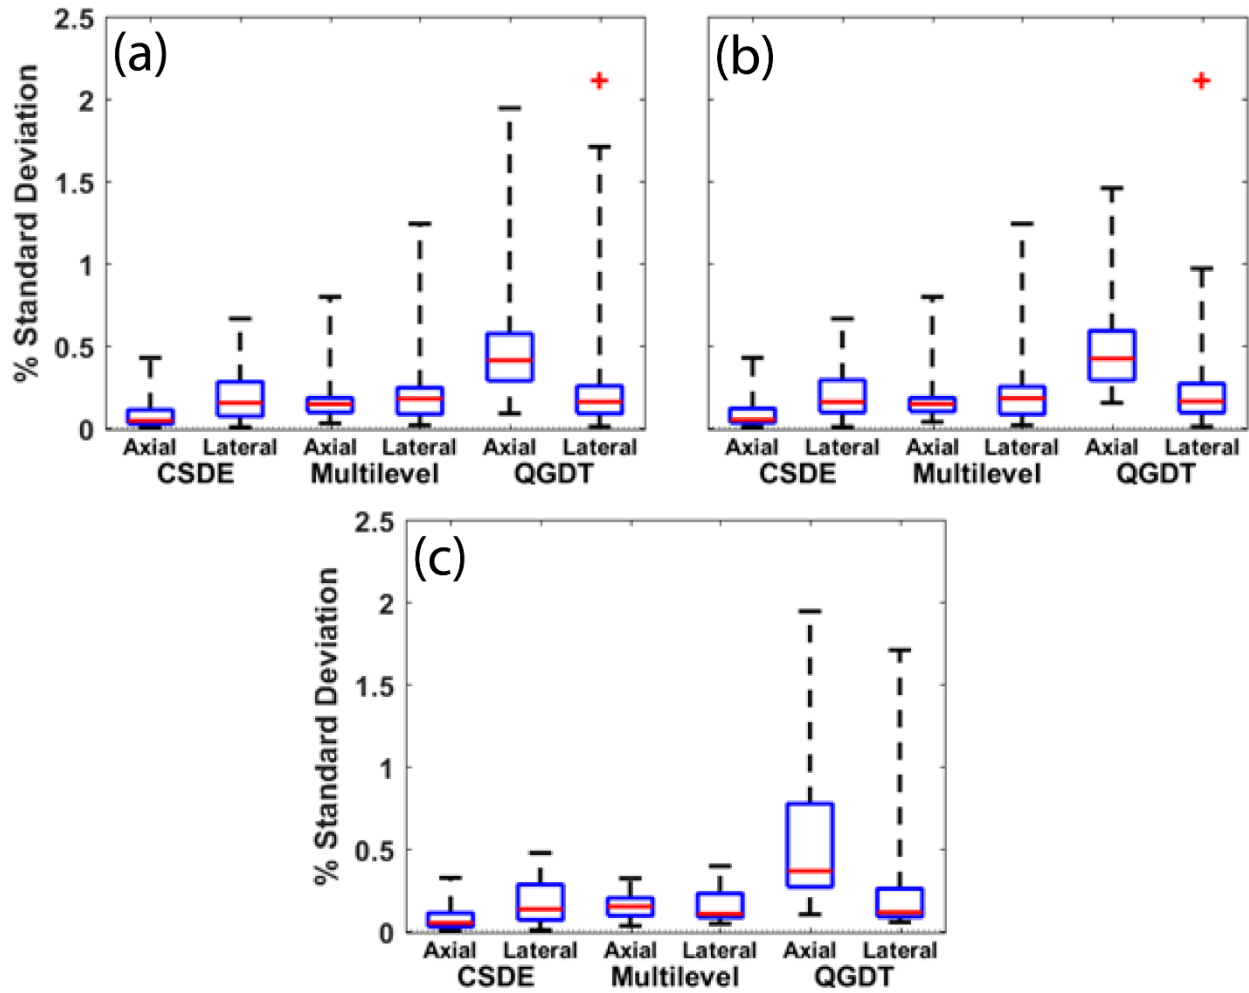 (a)
% Standard Deviation
2.5
2
1.5
1
0.5
0
Axial Lateral Axial Lateral Axial Lateral
CSDE Multilevel QGDT
(b)
Axial Lateral Axial Lateral Axial Lateral
CSDE Multilevel QGDT
(c)
% Standard Deviation
2.5
2
1.5
1
0.5
0
Axial Lateral Axial Lateral Axial Lateral
CSDE Multilevel QGDT